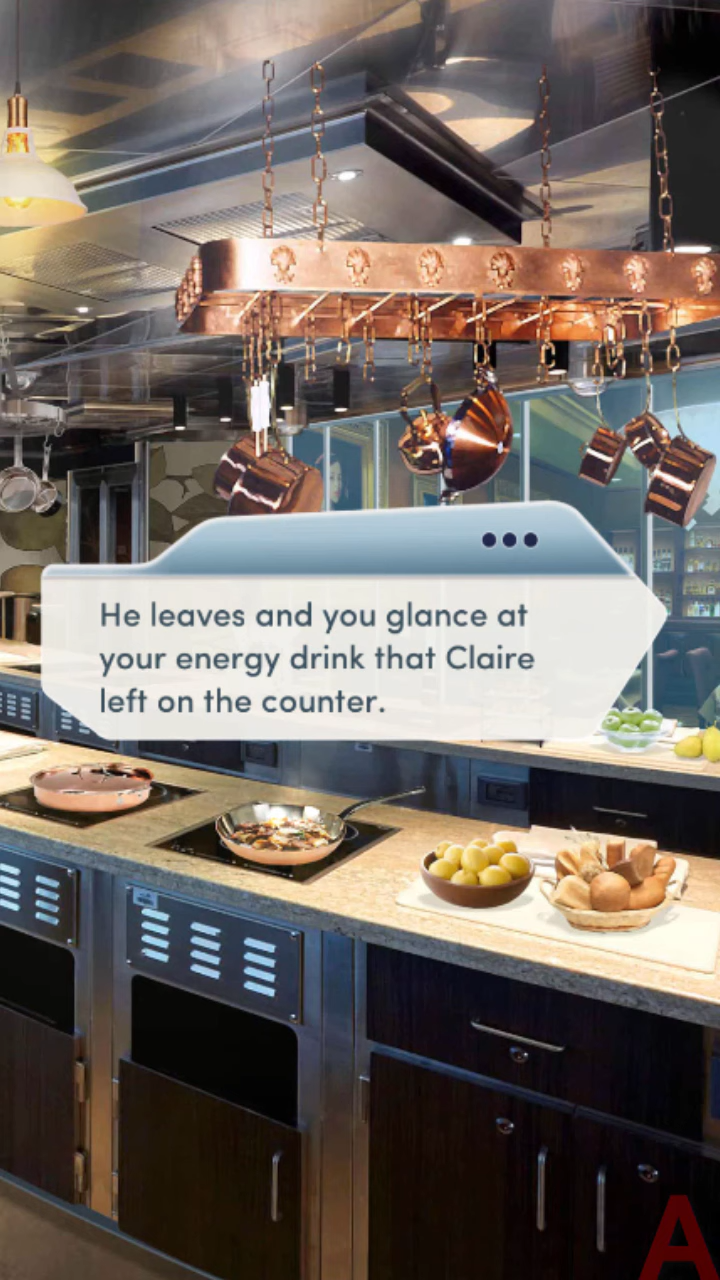 He leaves and you glance at
your energy drink that Claire
left on the counter.
A